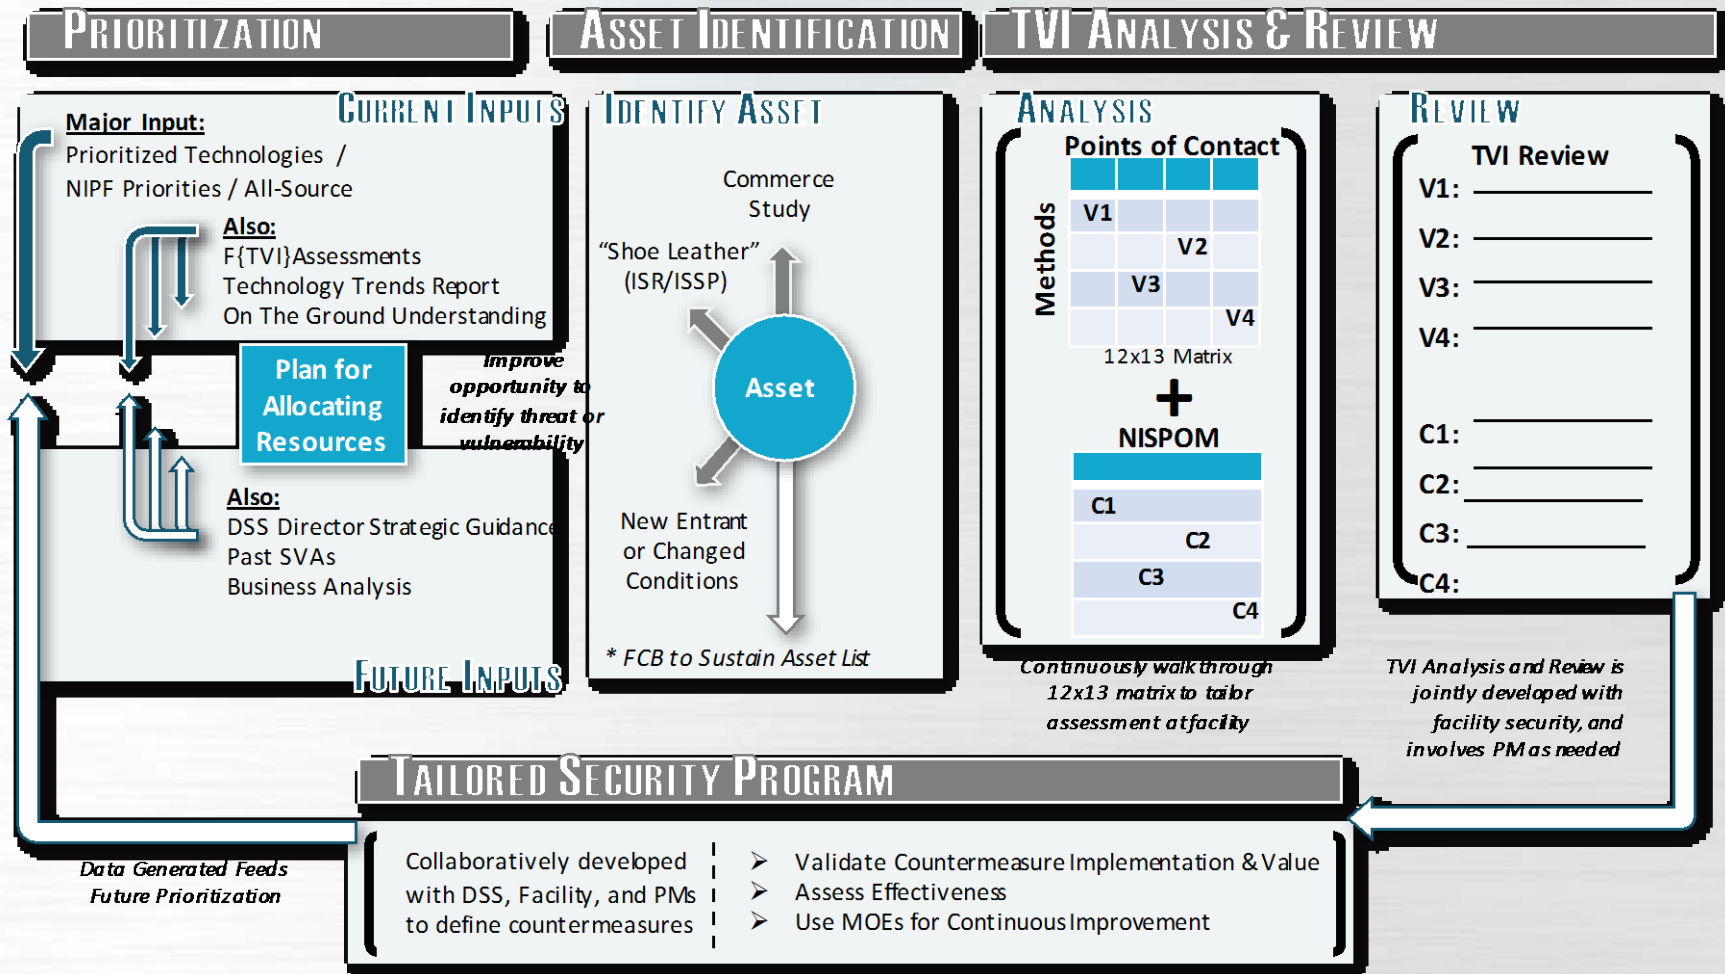 PRIORITIZATION
ASSET IDENTIFICATION
TVI ANALYSIS & REVIEW
CURRENT INPUTS
Major Input:
Prioritized Technologies /
NIPF Priorities / All-Source
Also:
F{TVI}Assessments
Technology Trends Report
On The Ground Understanding
Plan for
Allocating
Resources
Improve
opportunity to
identify threat or
vulnerability
Also:
DSS Director Strategic Guidance
Past SVAs
Business Analysis
FUTURE INPUTS
IDENTIFY ASSET
Commerce
Study
“Shoe Leather”
(ISR/ISSP)
Asset
New Entrant
or Changed
Conditions
* FCB to Sustain Asset List
ANALYSIS
Points of Contact
Methods
V1
V2
V3
V4
12x13 Matrix
+
NISPOM
C1
C2
C3
C4
Continuously walk through
12x13 matrix to tailor
assessment at facility
REVIEW
TVI Review
V1:
V2:
V3:
V4:
C1:
C2:
C3:
C4:
TVI Analysis and Review is
jointly developed with
facility security, and
involves PM as needed
TAILORED SECURITY PROGRAM
Collaboratively developed
with DSS, Facility, and PMs
to define countermeasures
➢ Validate Countermeasure Implementation & Value
➢ Assess Effectiveness
➢ Use MOEs for Continuous Improvement
Data Generated Feeds
Future Prioritization